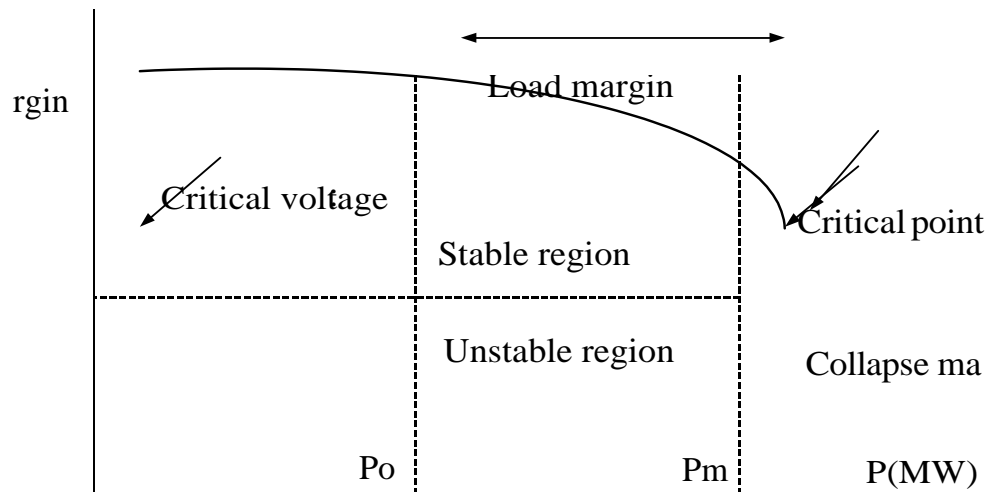 Load margin
rgin
Critical voltage
Critical point
Stable region
Unstable region
Collapse ma
Po
Pm
P(MW)